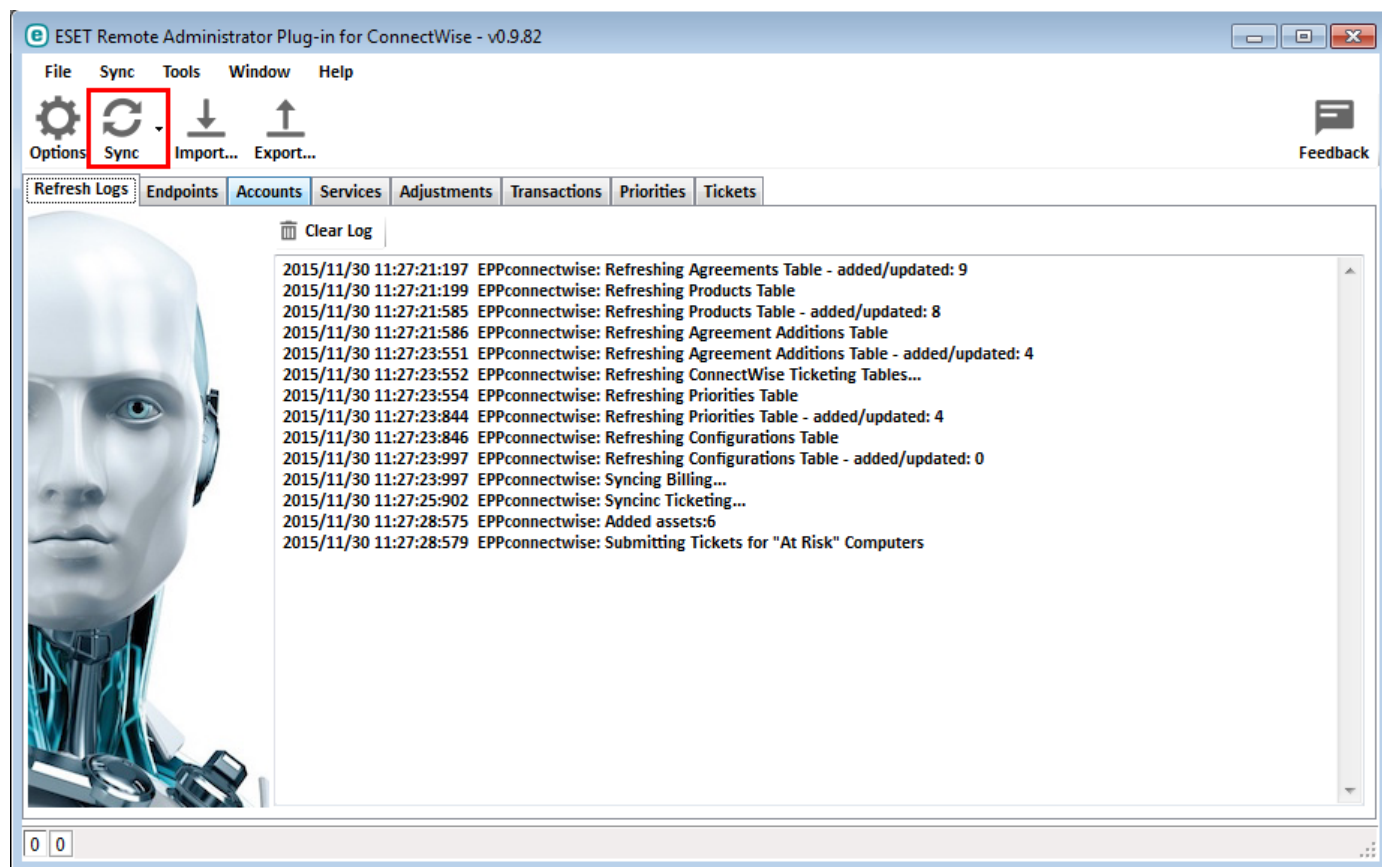 ESET Remote Administrator Plug-in for ConnectWise - v0.9.82
File Sync Tools Window Help
Options Sync Import... Export... Feedback
Refresh Logs Endpoints Accounts Services Adjustments Transactions Priorities Tickets
Clear Log
2015/11/30 11:27:21:197 EPPconnectwise: Refreshing Agreements Table - added/updated: 9
2015/11/30 11:27:21:199 EPPconnectwise: Refreshing Products Table
2015/11/30 11:27:21:585 EPPconnectwise: Refreshing Products Table - added/updated: 8
2015/11/30 11:27:21:586 EPPconnectwise: Refreshing Agreement Additions Table
2015/11/30 11:27:23:551 EPPconnectwise: Refreshing Agreement Additions Table - added/updated: 4
2015/11/30 11:27:23:552 EPPconnectwise: Refreshing ConnectWise Ticketing Tables...
2015/11/30 11:27:23:554 EPPconnectwise: Refreshing Priorities Table
2015/11/30 11:27:23:844 EPPconnectwise: Refreshing Priorities Table - added/updated: 4
2015/11/30 11:27:23:846 EPPconnectwise: Refreshing Configurations Table
2015/11/30 11:27:23:997 EPPconnectwise: Refreshing Configurations Table - added/updated: 0
2015/11/30 11:27:23:997 EPPconnectwise: Syncing Billing...
2015/11/30 11:27:25:902 EPPconnectwise: Syncinc Ticketing...
2015/11/30 11:27:28:575 EPPconnectwise: Added assets:6
2015/11/30 11:27:28:579 EPPconnectwise: Submitting Tickets for "At Risk" Computers
0 0